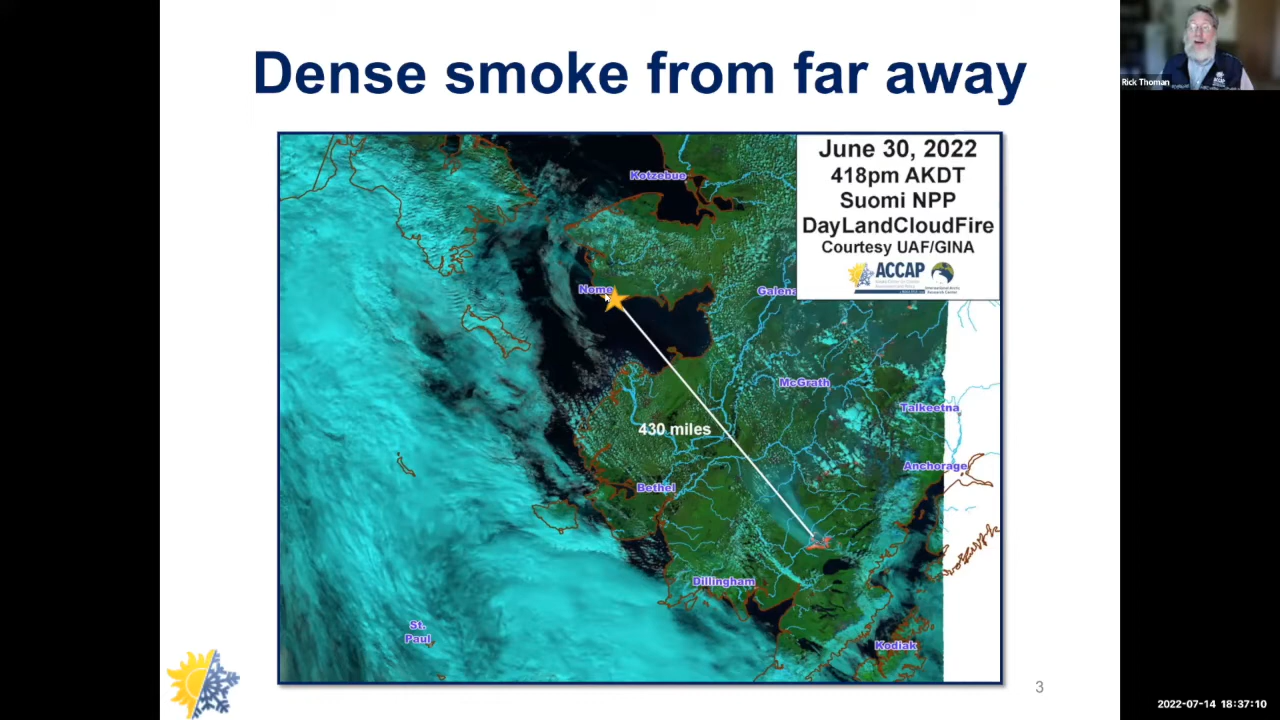 Dense smoke from far away
Rick Thoman
June 30, 2022
418pm AKDT
Suomi NPP
DayLandCloudFire
Courtesy UAF/GINA
ACCAP
Kotzebue
Nome
Galena
McGrath
Talkeetna
430 miles
Anchorage
Bethel
Dillingham
St.
Paul
Kodiak
3
2022-07-14 18:37:10